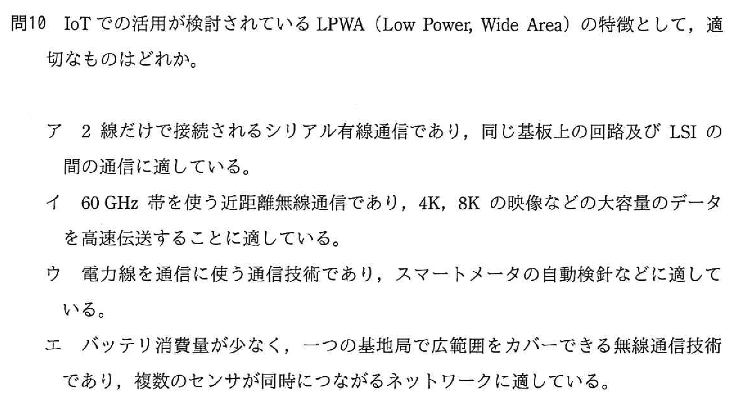 問10 IoT での活用が検討されている LPWA（Low Power, Wide Area）の特徴として，適
切なものはどれか。
ア 2 線だけで接続されるシリアル有線通信であり，同じ基板上の回路及び LSI の
間の通信に適している。
イ 60 GHz 帯を使う近距離無線通信であり，4K，8K の映像などの大容量のデータ
を高速伝送することに適している。
ウ 電力線を通信に使う通信技術であり，スマートメータの自動検針などに適して
いる。
エ バッテリ消費量が少なく，一つの基地局で広範囲をカバーできる無線通信技術
であり，複数のセンサが同時につながるネットワークに適している。